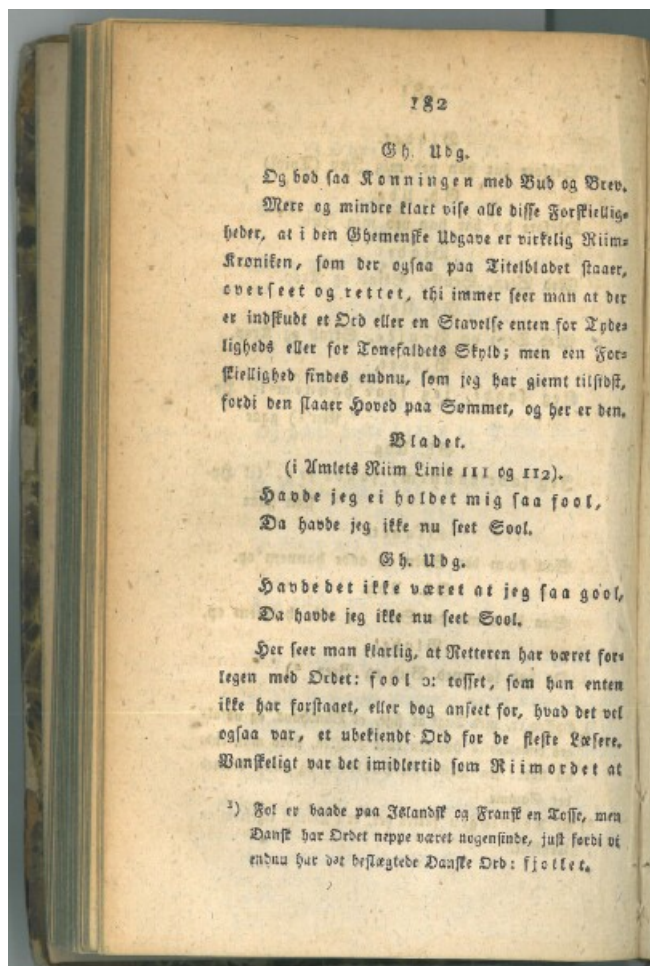 182
Gh. Udg.
Og bod saa Konningen med Bud og Brev.
Mere og mindre klart vise alle disse Forskiellig-
heder, at i den Ghemenske Udgave er virkelig Riim-
Krøniken, som der ogsaa paa Titelbladet staaer,
overseet og rettet, thi immer seer man at der
er indskudt et Ord eller en Stavelse enten for Tyde-
ligheds eller for Tonefaldets Skyld; men een For-
skiellighed findes endnu, som jeg har giemt tilsidst,
fordi den slaaer Hoved paa Sømmet, og her er den.
Bladet.
(i Amlets Riim Linie 111 og 112).
Havde jeg ei holdet mig saa fool,
Da havde jeg ikke nu seet Sool.
Gh. Udg.
Havde det ikke været at jeg saa gool,
Da havde jeg ikke nu seet Sool.
Her seer man klarlig, at Retteren har været for-
legen med Ordet: fool ɔ: tosset, som han enten
ikke har forstaaet, eller dog anseet for, hvad det vel
ogsaa var, et ubekiendt Ord for de fleste Læsere.
Vanskeligt var det imidlertid som Riimordet at
¹) Fol er baade paa Islandsk og Fransk en Tosse, men
Dansk har Ordet neppe været nogensinde, just fordi vi
endnu har det beslægtede Danske Ord: fjollet.